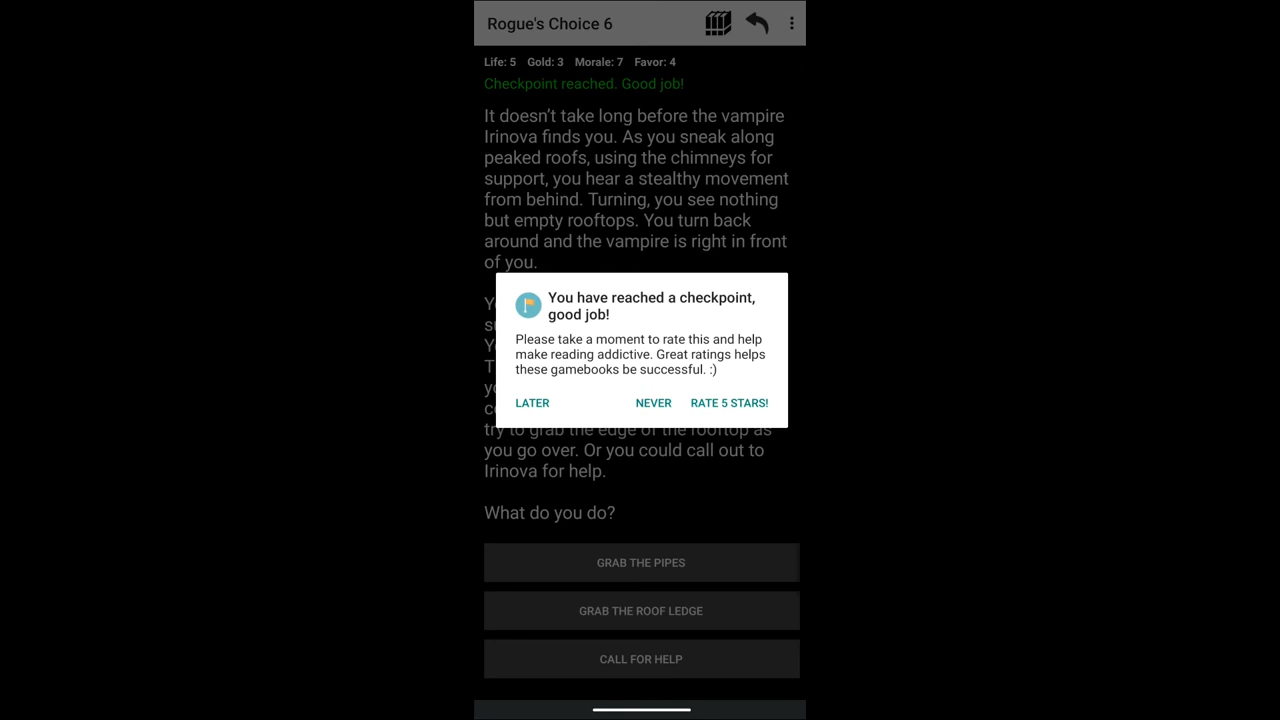 Rogue's Choice 6
Life: 5 Gold: 3 Morale: 7 Favor: 4
Checkpoint reached. Good job!
It doesn’t take long before the vampire
Irinova finds you. As you sneak along
peaked roofs, using the chimneys for
support, you hear a stealthy movement
from behind. Turning, you see nothing
but empty rooftops. You turn back
around and the vampire is right in front
of you.
You have reached a checkpoint,
good job!
Please take a moment to rate this and help
make reading addictive. Great ratings helps
these gamebooks be successful. :)
LATER NEVER RATE 5 STARS!
try to grab the edge of the rooftop as
you go over. Or you could call out to
Irinova for help.
What do you do?
GRAB THE PIPES
GRAB THE ROOF LEDGE
CALL FOR HELP